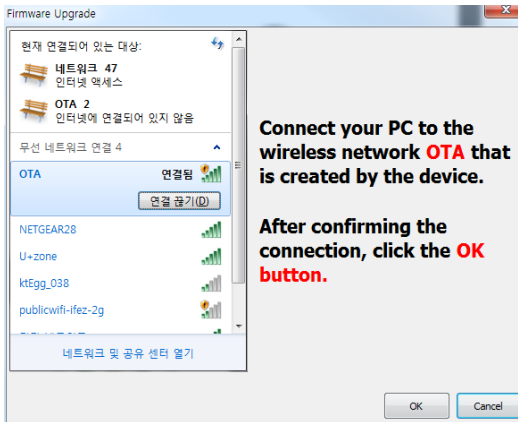 Firmware Upgrade
현재 연결되어 있는 대상:
네트워크 47
인터넷 액세스
OTA 2
인터넷에 연결되어 있지 않음
무선 네트워크 연결 4
OTA 연결됨
연결 끊기(D)
NETGEAR28
U+zone
ktEgg_038
publicwifi-ifez-2g
네트워크 및 공유 센터 열기
Connect your PC to the
wireless network OTA that
is created by the device.
After confirming the
connection, click the OK
button.
OK Cancel